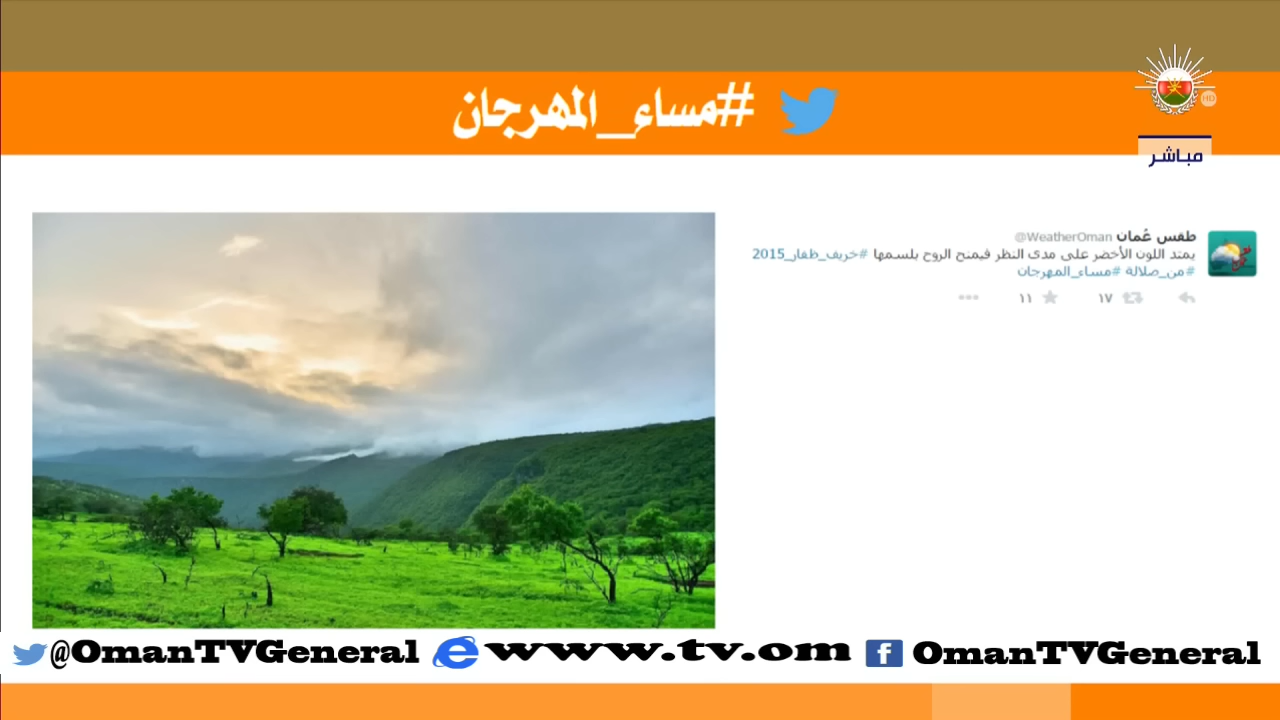 #مساء_المهرجان
HD
مباشر
طقس عُمان @WeatherOman
يمتد اللون الأخضر على مدى النظر فيمنح الروح بلسمها #خريف_ظفار_2015
#من_صلالة #مساء_المهرجان
١٧ ١١
@OmanTVGeneral www.tv.om OmanTVGeneral